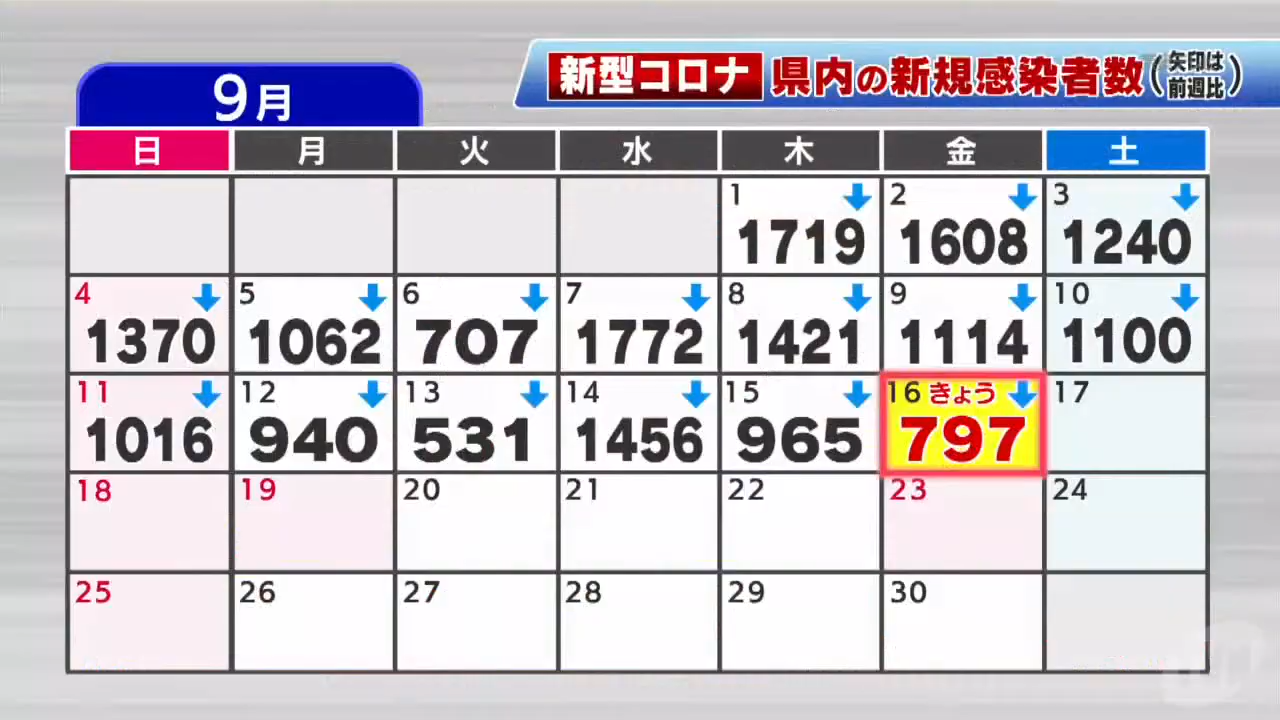 新型コロナ 県内の新規感染者数(矢印は前週比)
9月
日 月 火 水 木 金 土
1 2 3
1719 1608 1240
4 5 6 7 8 9 10
1370 1062 707 1772 1421 1114 1100
11 12 13 14 15 16 きょう 17
1016 940 531 1456 965 797
18 19 20 21 22 23 24
25 26 27 28 29 30